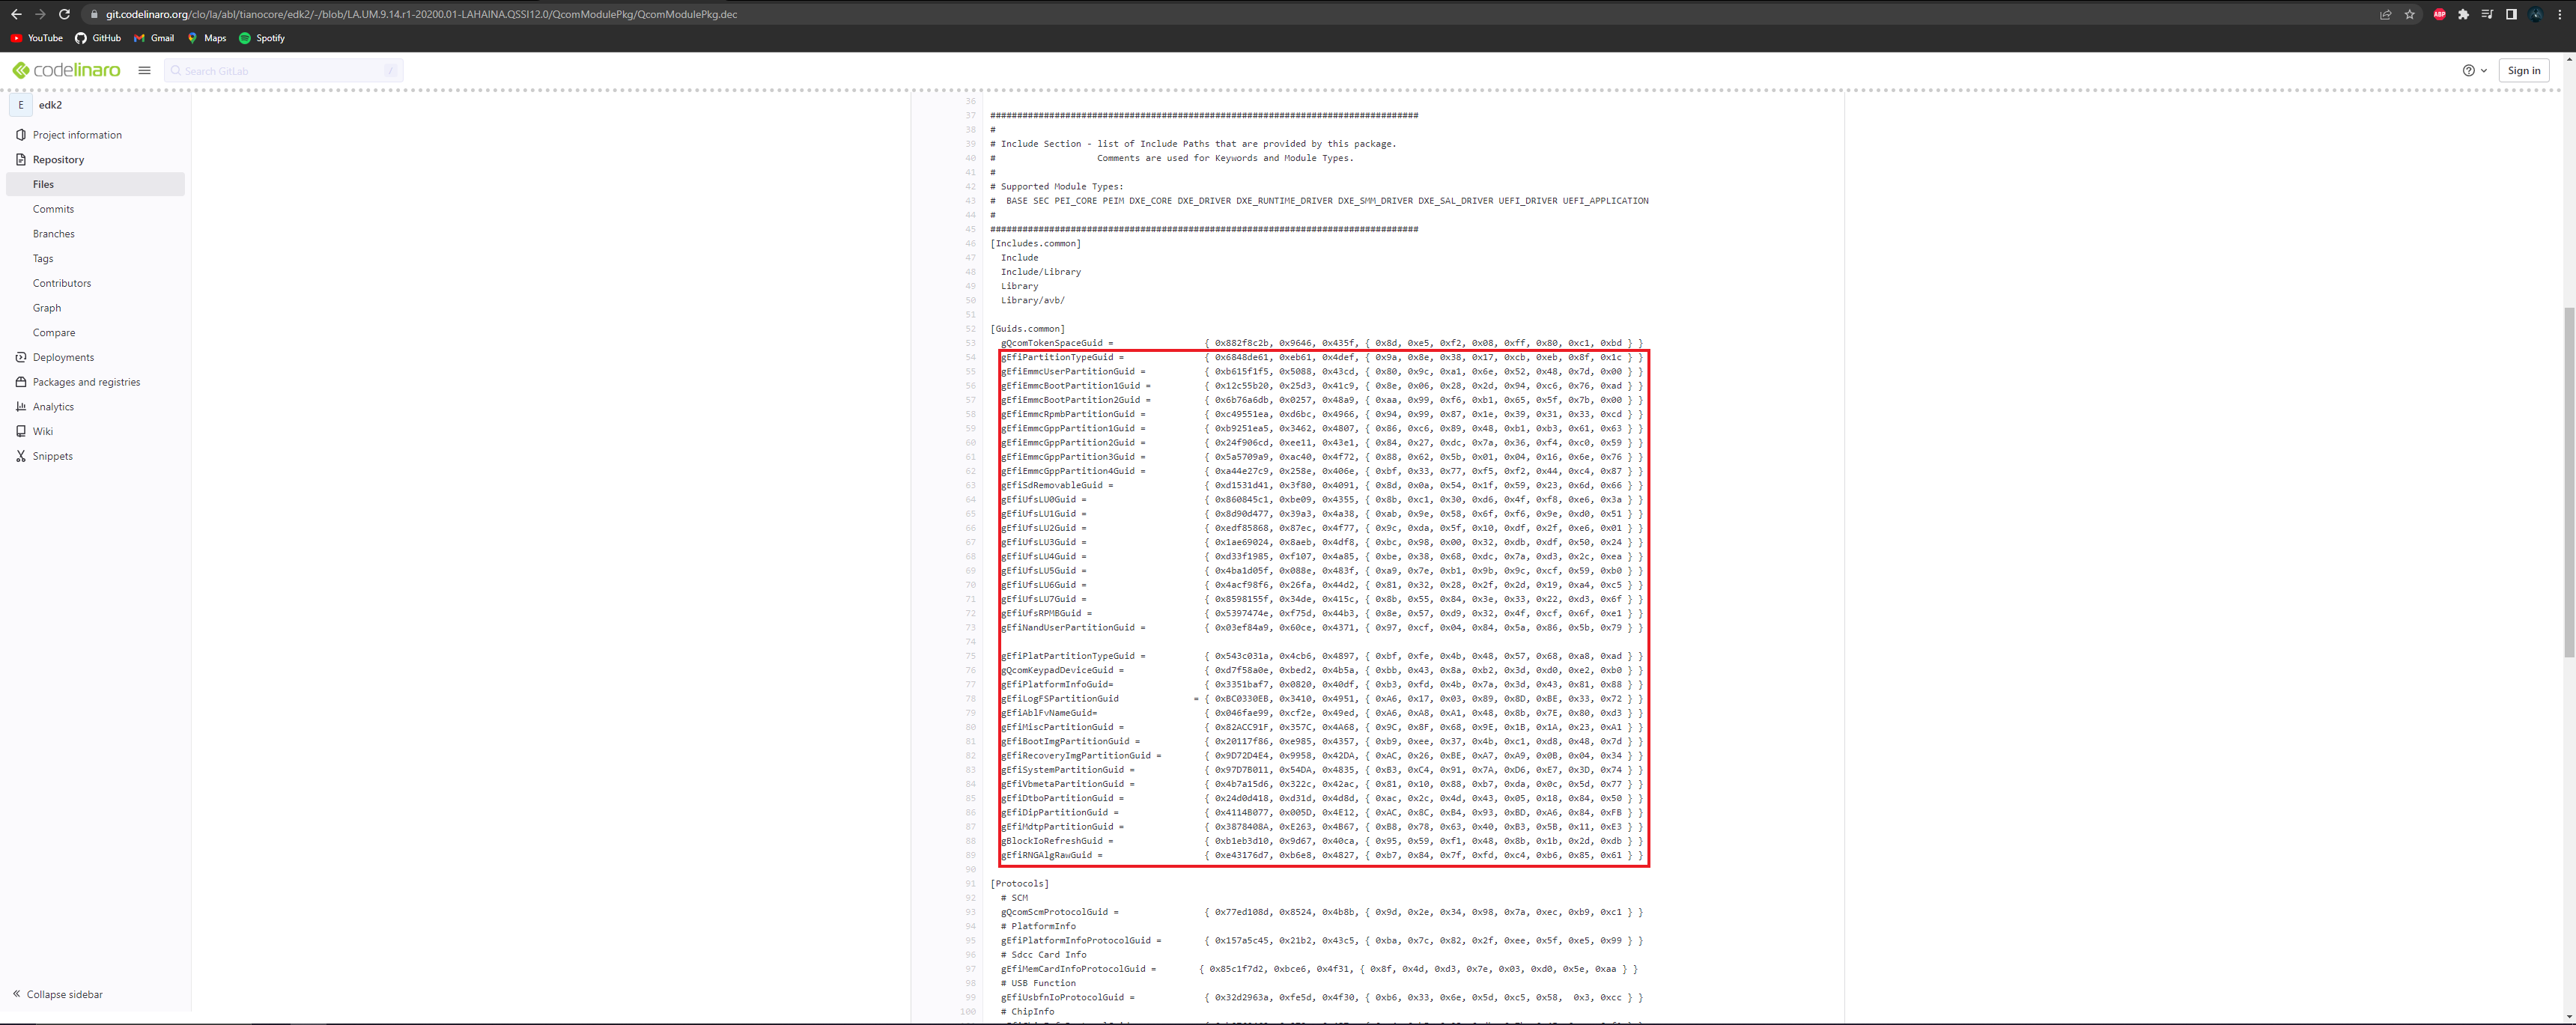 git.codelinaro.org/clo/la/abl/tianocore/edk2/-/blob/LA.UM.9.14.r1-20200.01-LAHAINA.QSSI12.0/QcomModulePkg/QcomModulePkg.dec
YouTube GitHub Gmail Maps Spotify
codelinaro Search GitLab / Sign in
E edk2
Project information
Repository
Files
Commits
Branches
Tags
Contributors
Graph
Compare
Deployments
Packages and registries
Analytics
Wiki
Snippets
Collapse sidebar
36
37 ################################################################################
38 #
39 # Include Section - list of Include Paths that are provided by this package.
40 # Comments are used for Keywords and Module Types.
41 #
42 # Supported Module Types:
43 # BASE SEC PEI_CORE PEIM DXE_CORE DXE_DRIVER DXE_RUNTIME_DRIVER DXE_SMM_DRIVER DXE_SAL_DRIVER UEFI_DRIVER UEFI_APPLICATION
44 #
45 ################################################################################
46 [Includes.common]
47 Include
48 Include/Library
49 Library
50 Library/avb/
51
52 [Guids.common]
53 gQcomTokenSpaceGuid = { 0x882f8c2b, 0x9646, 0x435f, { 0x8d, 0xe5, 0xf2, 0x08, 0xff, 0x80, 0xc1, 0xbd } }
54 gEfiPartitionTypeGuid = { 0x6848de61, 0xeb61, 0x4def, { 0x9a, 0x8e, 0x38, 0x17, 0xcb, 0xeb, 0x8f, 0x1c } }
55 gEfiEmmcUserPartitionGuid = { 0xb615f1f5, 0x5088, 0x43cd, { 0x80, 0x9c, 0xa1, 0x6e, 0x52, 0x48, 0x7d, 0x00 } }
56 gEfiEmmcBootPartition1Guid = { 0x12c55b20, 0x25d3, 0x41c9, { 0x8e, 0x06, 0x28, 0x2d, 0x94, 0xc6, 0x76, 0xad } }
57 gEfiEmmcBootPartition2Guid = { 0x6b76a6db, 0x0257, 0x48a9, { 0xaa, 0x99, 0xf6, 0xb1, 0x65, 0x5f, 0x7b, 0x00 } }
58 gEfiEmmcRpmbPartitionGuid = { 0xc49551ea, 0xd6bc, 0x4966, { 0x94, 0x99, 0x87, 0x1e, 0x39, 0x31, 0x33, 0xcd } }
59 gEfiEmmcGppPartition1Guid = { 0xb9251ea5, 0x3462, 0x4807, { 0x86, 0xc6, 0x89, 0x48, 0xb1, 0xb3, 0x61, 0x63 } }
60 gEfiEmmcGppPartition2Guid = { 0x24f906cd, 0xee11, 0x43e1, { 0x84, 0x27, 0xdc, 0x7a, 0x36, 0xf4, 0xc0, 0x59 } }
61 gEfiEmmcGppPartition3Guid = { 0x5a5709a9, 0xac40, 0x4f72, { 0x88, 0x62, 0x5b, 0x01, 0x04, 0x16, 0x6e, 0x76 } }
62 gEfiEmmcGppPartition4Guid = { 0xa44e27c9, 0x258e, 0x406e, { 0xbf, 0x33, 0x77, 0xf5, 0xf2, 0x44, 0xc4, 0x87 } }
63 gEfiSdRemovableGuid = { 0xd1531d41, 0x3f80, 0x4091, { 0x8d, 0x0a, 0x54, 0x1f, 0x59, 0x23, 0x6d, 0x66 } }
64 gEfiUfsLU0Guid = { 0x860845c1, 0xbe09, 0x4355, { 0x8b, 0xc1, 0x30, 0xd6, 0x4f, 0xf8, 0xe6, 0x3a } }
65 gEfiUfsLU1Guid = { 0x8d90d477, 0x39a3, 0x4a38, { 0xab, 0x9e, 0x58, 0x6f, 0xf6, 0x9e, 0xd0, 0x51 } }
66 gEfiUfsLU2Guid = { 0xedf85868, 0x87ec, 0x4f77, { 0x9c, 0xda, 0x5f, 0x10, 0xdf, 0x2f, 0xe6, 0x01 } }
67 gEfiUfsLU3Guid = { 0x1ae69024, 0x8aeb, 0x4df8, { 0xbc, 0x98, 0x00, 0x32, 0xdb, 0xdf, 0x50, 0x24 } }
68 gEfiUfsLU4Guid = { 0xd33f1985, 0xf107, 0x4a85, { 0xbe, 0x38, 0x68, 0xdc, 0x7a, 0xd3, 0x2c, 0xea } }
69 gEfiUfsLU5Guid = { 0x4ba1d05f, 0x088e, 0x483f, { 0xa9, 0x7e, 0xb1, 0x9b, 0x9c, 0xcf, 0x59, 0xb0 } }
70 gEfiUfsLU6Guid = { 0x4acf98f6, 0x26fa, 0x44d2, { 0x81, 0x32, 0x28, 0x2f, 0x2d, 0x19, 0xa4, 0xc5 } }
71 gEfiUfsLU7Guid = { 0x8598155f, 0x34de, 0x415c, { 0x8b, 0x55, 0x84, 0x3e, 0x33, 0x22, 0xd3, 0x6f } }
72 gEfiUfsRPMBGuid = { 0x5397474e, 0xf75d, 0x44b3, { 0x8e, 0x57, 0xd9, 0x32, 0x4f, 0xcf, 0x6f, 0xe1 } }
73 gEfiNandUserPartitionGuid = { 0x03ef84a9, 0x60ce, 0x4371, { 0x97, 0xcf, 0x04, 0x84, 0x5a, 0x86, 0x5b, 0x79 } }
74
75 gEfiPlatPartitionTypeGuid = { 0x543c031a, 0x4cb6, 0x4897, { 0xbf, 0xfe, 0x4b, 0x48, 0x57, 0x68, 0xa8, 0xad } }
76 gQcomKeypadDeviceGuid = { 0xd7f58a0e, 0xbed2, 0x4b5a, { 0xbb, 0x43, 0x8a, 0xb2, 0x3d, 0xd0, 0xe2, 0xb0 } }
77 gEfiPlatformInfoGuid= { 0x3351baf7, 0x0820, 0x40df, { 0xb3, 0xfd, 0x4b, 0x7a, 0x3d, 0x43, 0x81, 0x88 } }
78 gEfiLogFSPartitionGuid = { 0xBC0330EB, 0x3410, 0x4951, { 0xA6, 0x17, 0x03, 0x89, 0x8D, 0xBE, 0x33, 0x72 } }
79 gEfiAblFvNameGuid= { 0x046fae99, 0xcf2e, 0x49ed, { 0xA6, 0xA8, 0xA1, 0x48, 0x8b, 0x7E, 0x80, 0xd3 } }
80 gEfiMiscPartitionGuid = { 0x82ACC91F, 0x357C, 0x4A68, { 0x9C, 0x8F, 0x68, 0x9E, 0x1B, 0x1A, 0x23, 0xA1 } }
81 gEfiBootImgPartitionGuid = { 0x20117f86, 0xe985, 0x4357, { 0xb9, 0xee, 0x37, 0x4b, 0xc1, 0xd8, 0x48, 0x7d } }
82 gEfiRecoveryImgPartitionGuid = { 0x9D72D4E4, 0x9958, 0x42DA, { 0xAC, 0x26, 0xBE, 0xA7, 0xA9, 0x0B, 0x04, 0x34 } }
83 gEfiSystemPartitionGuid = { 0x97D7B011, 0x54DA, 0x4835, { 0xB3, 0xC4, 0x91, 0x7A, 0xD6, 0xE7, 0x3D, 0x74 } }
84 gEfiVbmetaPartitionGuid = { 0x4b7a15d6, 0x322c, 0x42ac, { 0x81, 0x10, 0x88, 0xb7, 0xda, 0x0c, 0x5d, 0x77 } }
85 gEfiDtboPartitionGuid = { 0x24d0d418, 0xd31d, 0x4d8d, { 0xac, 0x2c, 0x4d, 0x43, 0x05, 0x18, 0x84, 0x50 } }
86 gEfiDipPartitionGuid = { 0x4114B077, 0x005D, 0x4E12, { 0xAC, 0x8C, 0xB4, 0x93, 0xBD, 0xA6, 0x84, 0xFB } }
87 gEfiMdtpPartitionGuid = { 0x3878408A, 0xE263, 0x4B67, { 0xB8, 0x78, 0x63, 0x40, 0xB3, 0x5B, 0x11, 0xE3 } }
88 gBlockIoRefreshGuid = { 0xb1eb3d10, 0x9d67, 0x40ca, { 0x95, 0x59, 0xf1, 0x48, 0x8b, 0x1b, 0x2d, 0xdb } }
89 gEfiRNGAlgRawGuid = { 0xe43176d7, 0xb6e8, 0x4827, { 0xb7, 0x84, 0x7f, 0xfd, 0xc4, 0xb6, 0x85, 0x61 } }
90
91 [Protocols]
92 # SCM
93 gQcomScmProtocolGuid = { 0x77ed108d, 0x8524, 0x4b8b, { 0x9d, 0x2e, 0x34, 0x98, 0x7a, 0xec, 0xb9, 0xc1 } }
94 # PlatformInfo
95 gEfiPlatformInfoProtocolGuid = { 0x157a5c45, 0x21b2, 0x43c5, { 0xba, 0x7c, 0x82, 0x2f, 0xee, 0x5f, 0xe5, 0x99 } }
96 # Sdcc Card Info
97 gEfiMemCardInfoProtocolGuid = { 0x85c1f7d2, 0xbce6, 0x4f31, { 0x8f, 0x4d, 0xd3, 0x7e, 0x03, 0xd0, 0x5e, 0xaa } }
98 # USB Function
99 gEfiUsbfnIoProtocolGuid = { 0x32d2963a, 0xfe5d, 0x4f30, { 0xb6, 0x33, 0x6e, 0x5d, 0xc5, 0x58, 0x3, 0xcc } }
100 # ChipInfo